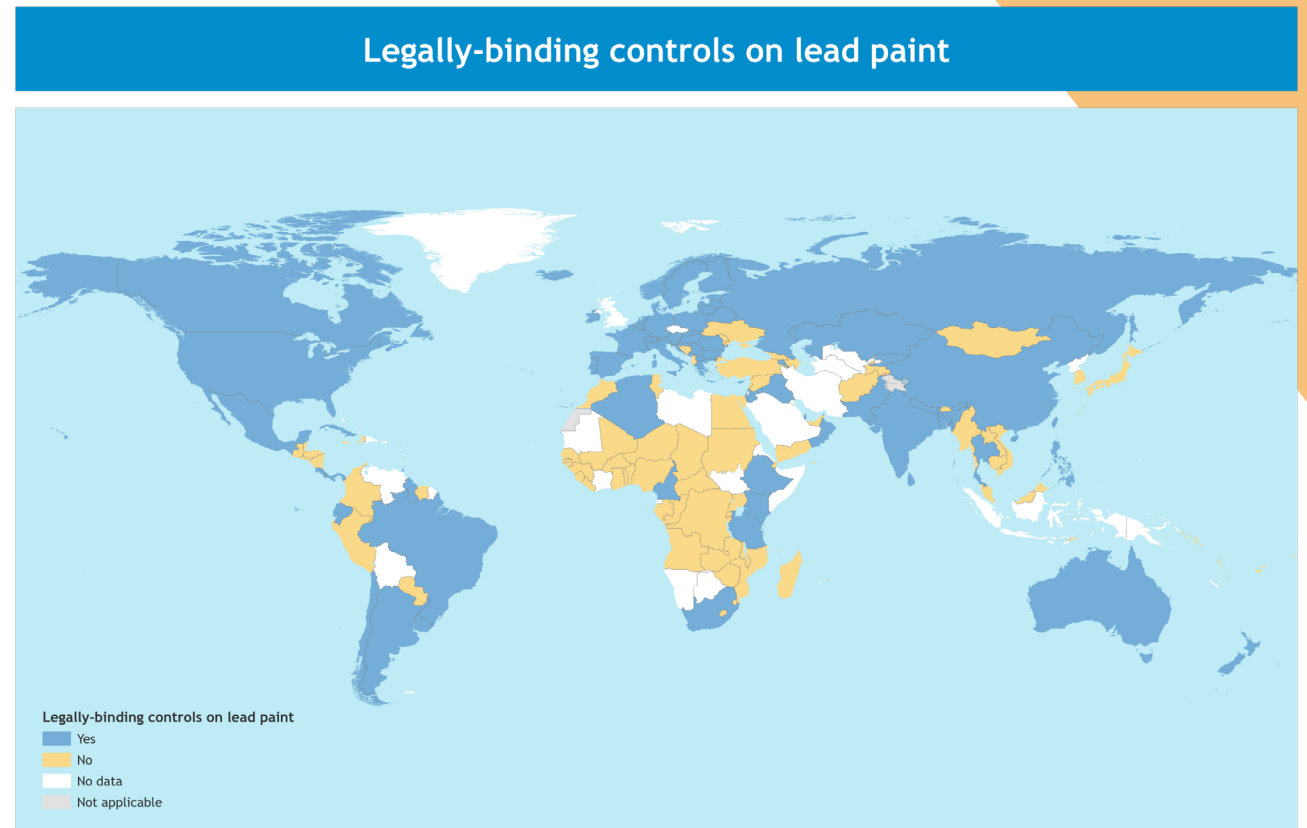 Legally-binding controls on lead paint
Legally-binding controls on lead paint
Yes
No
No data
Not applicable